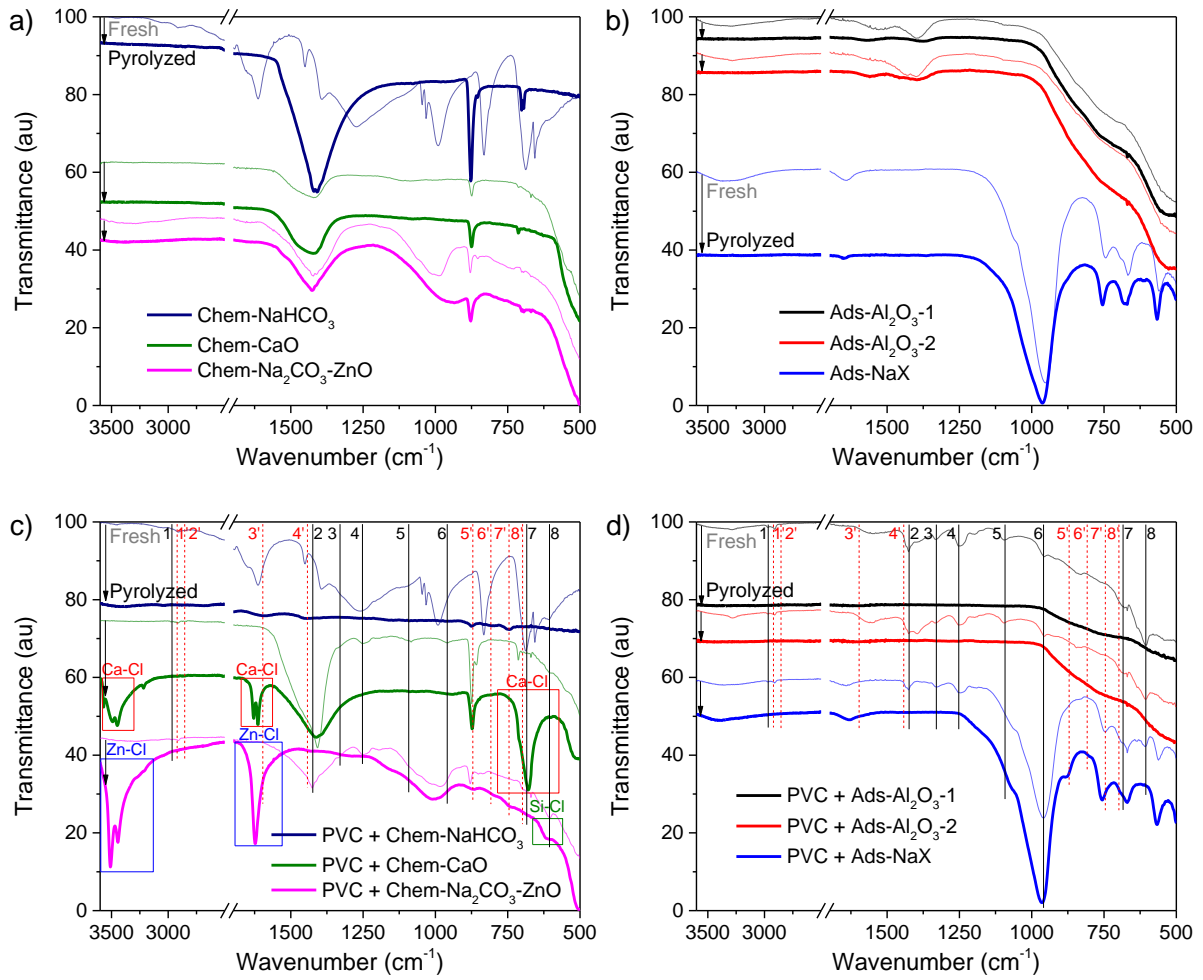 a)
Fresh
Pyrolyzed
Chem-NaHCO₃
Chem-CaO
Chem-Na₂CO₃-ZnO
Transmittance (au)
100
80
60
40
20
0
3500 3000 1500 1250 1000 750 500
Wavenumber (cm⁻¹)
b)
Fresh
Pyrolyzed
Ads-Al₂O₃-1
Ads-Al₂O₃-2
Ads-NaX
Transmittance (au)
100
80
60
40
20
0
3500 3000 1500 1250 1000 750 500
Wavenumber (cm⁻¹)
c)
1 1' 2' 3' 4' 2 3 4 5 6 5' 6' 7' 8' 7 8
Fresh
Pyrolyzed
Ca-Cl Ca-Cl Ca-Cl
Zn-Cl Zn-Cl
Si-Cl
PVC + Chem-NaHCO₃
PVC + Chem-CaO
PVC + Chem-Na₂CO₃-ZnO
Transmittance (au)
100
80
60
40
20
0
3500 3000 1500 1250 1000 750 500
Wavenumber (cm⁻¹)
d)
1 1' 2' 3' 4' 2 3 4 5 6 5' 6' 7' 8' 7 8
Fresh
Pyrolyzed
PVC + Ads-Al₂O₃-1
PVC + Ads-Al₂O₃-2
PVC + Ads-NaX
Transmittance (au)
100
80
60
40
20
0
3500 3000 1500 1250 1000 750 500
Wavenumber (cm⁻¹)